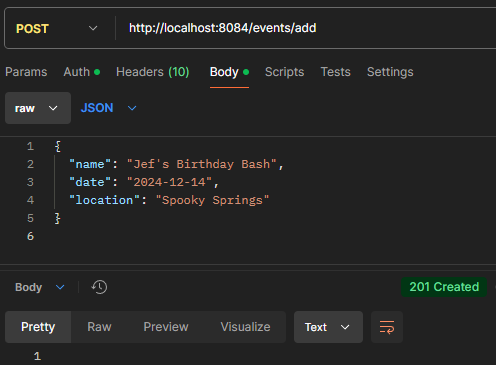 POST http://localhost:8084/events/add
Params Auth Headers (10) Body Scripts Tests Settings
raw JSON
1 {
2 "name": "Jef's Birthday Bash",
3 "date": "2024-12-14",
4 "location": "Spooky Springs"
5 }
6
Body 201 Created
Pretty Raw Preview Visualize Text
1